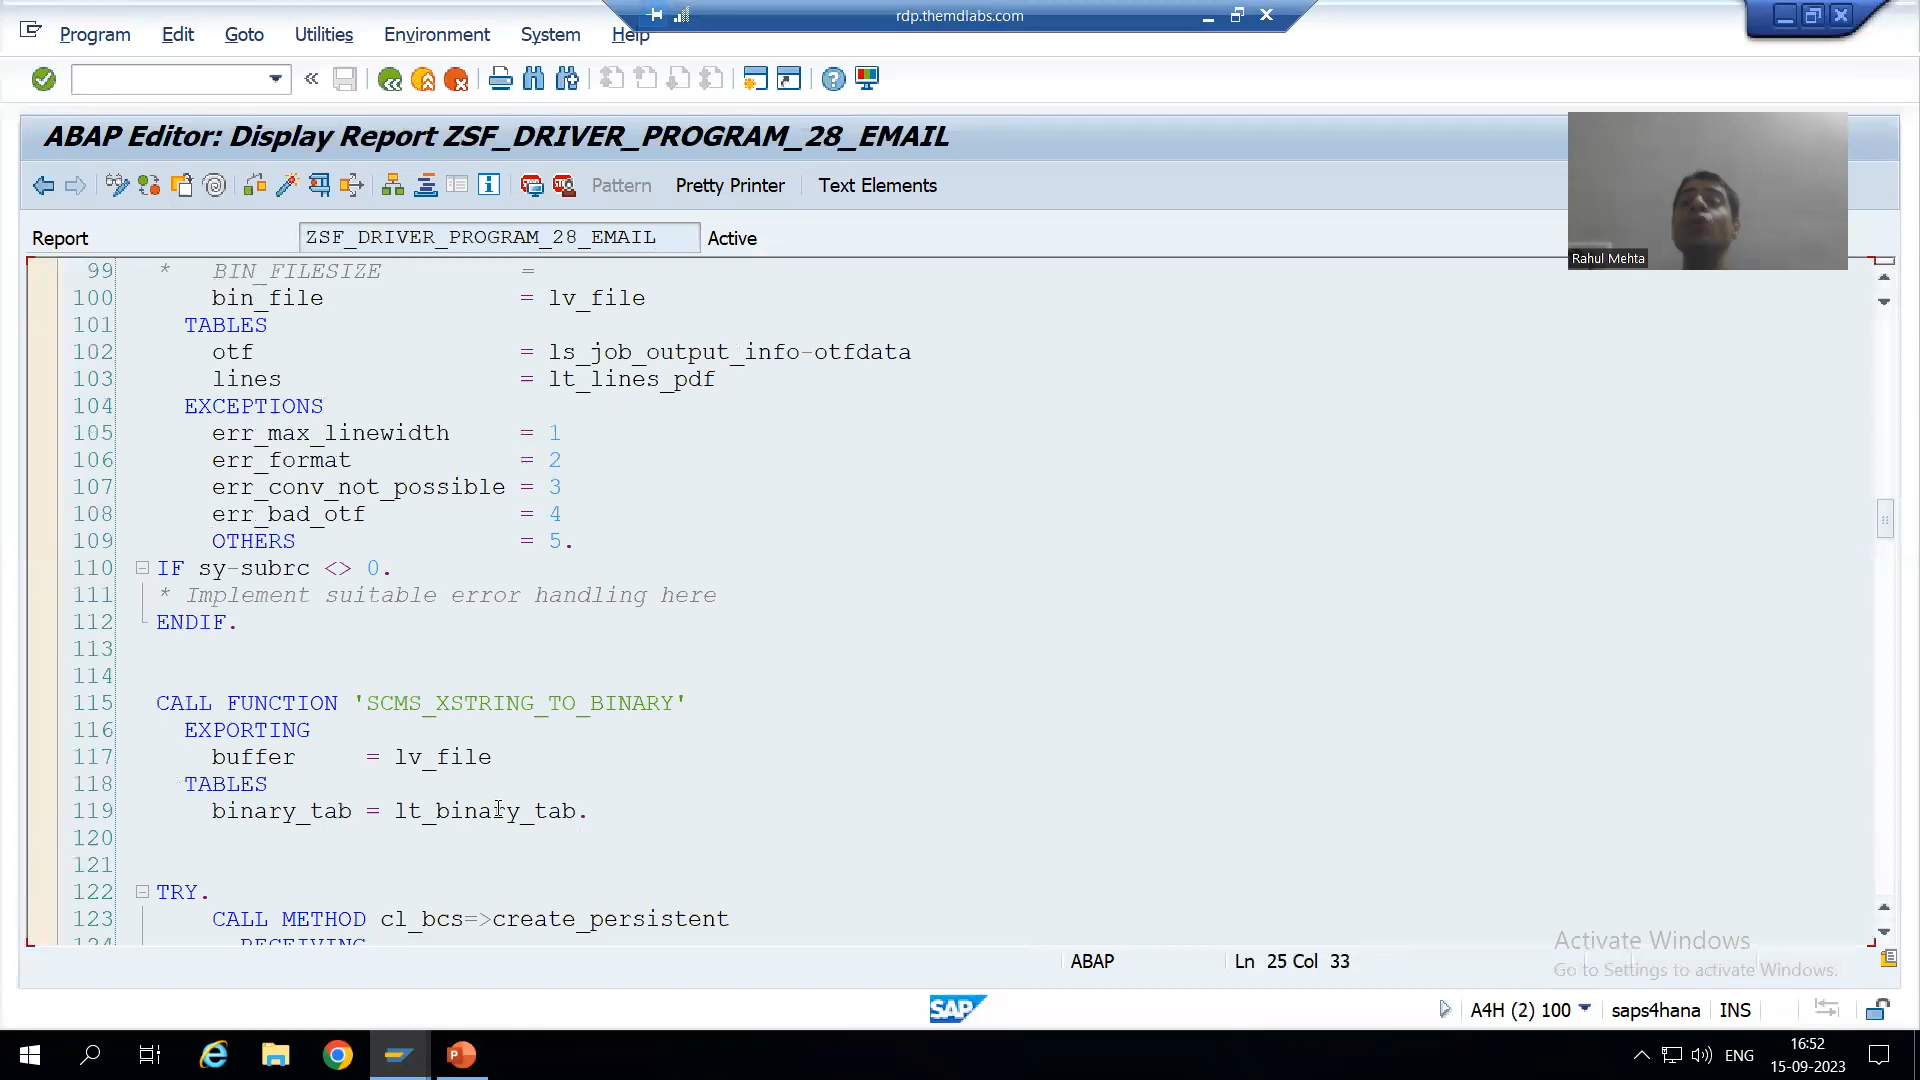 rdp.themdlabs.com
Program Edit Goto Utilities Environment System Help
ABAP Editor: Display Report ZSF_DRIVER_PROGRAM_28_EMAIL
Pattern Pretty Printer Text Elements
Report ZSF_DRIVER_PROGRAM_28_EMAIL Active
Rahul Mehta
99 * BIN_FILESIZE =
100 bin_file = lv_file
101 TABLES
102 otf = ls_job_output_info-otfdata
103 lines = lt_lines_pdf
104 EXCEPTIONS
105 err_max_linewidth = 1
106 err_format = 2
107 err_conv_not_possible = 3
108 err_bad_otf = 4
109 OTHERS = 5.
110 IF sy-subrc <> 0.
111 * Implement suitable error handling here
112 ENDIF.
113
114
115 CALL FUNCTION 'SCMS_XSTRING_TO_BINARY'
116 EXPORTING
117 buffer = lv_file
118 TABLES
119 binary_tab = lt_binary_tab.
120
121
122 TRY.
123 CALL METHOD cl_bcs=>create_persistent
124 RECEIVING
Activate Windows
Go to Settings to activate Windows.
ABAP Ln 25 Col 33
SAP A4H (2) 100 saps4hana INS
ENG 16:52
15-09-2023